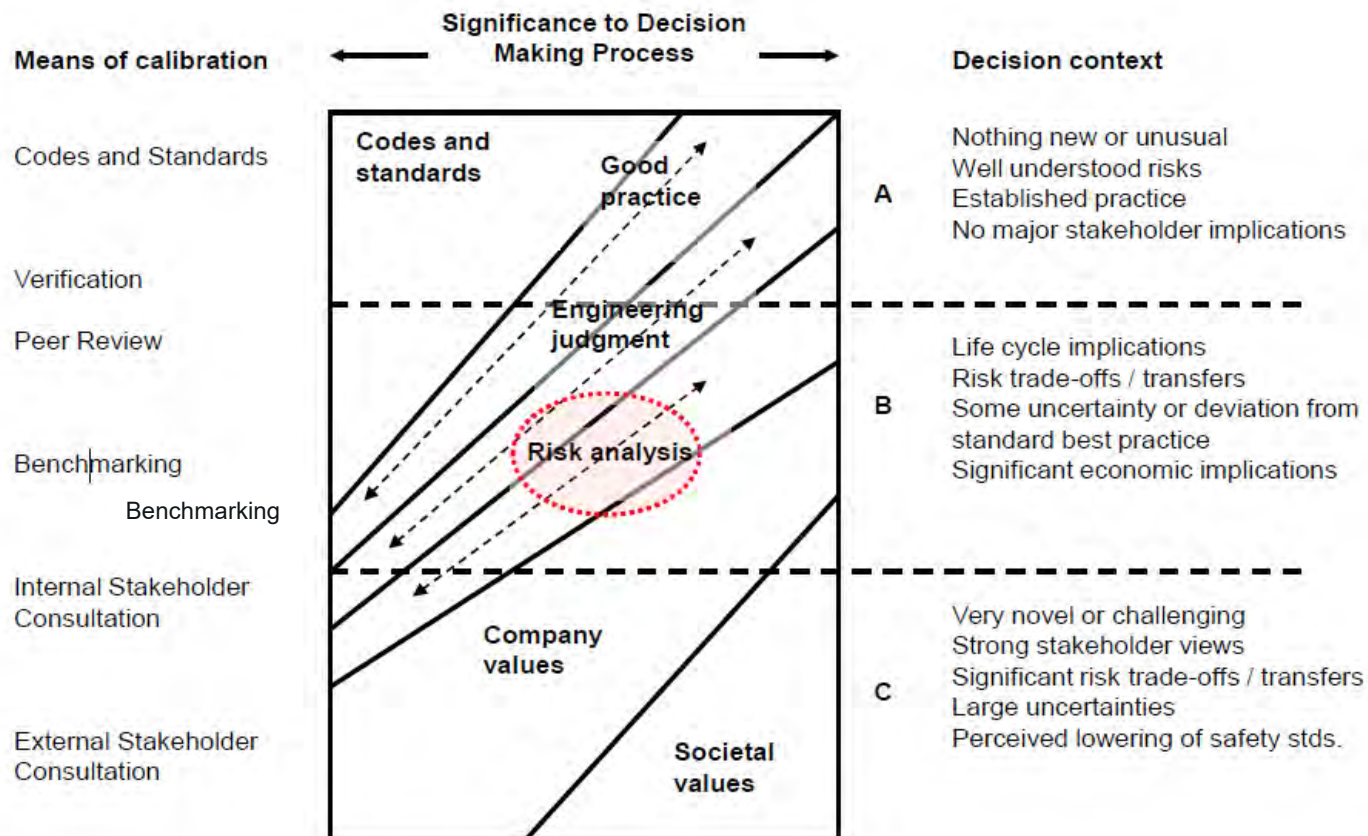 Significance to Decision
Making Process
Means of calibration
Decision context
Codes and Standards
Verification
Peer Review
Benchmarking
Benchmarking
Internal Stakeholder
Consultation
External Stakeholder
Consultation
Codes and
standards
Good
practice
Engineering
judgment
Risk analysis
Company
values
Societal
values
A
Nothing new or unusual
Well understood risks
Established practice
No major stakeholder implications
B
Life cycle implications
Risk trade-offs / transfers
Some uncertainty or deviation from
standard best practice
Significant economic implications
C
Very novel or challenging
Strong stakeholder views
Significant risk trade-offs / transfers
Large uncertainties
Perceived lowering of safety stds.